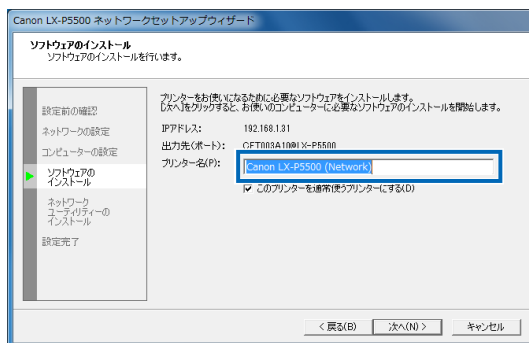 Canon LX-P5500 ネットワークセットアップウィザード
ソフトウェアのインストール
ソフトウェアのインストールを行います。
設定前の確認
ネットワークの設定
コンピューターの設定
ソフトウェアの
インストール
ネットワーク
ユーティリティーの
インストール
設定完了
プリンターをお使いになるために必要なソフトウェアをインストールします。
[次へ]をクリックすると、お使いのコンピューターに必要なソフトウェアのインストールを開始します。
IPアドレス: 192.168.1.31
出力先(ポート): CFT003A10@LX-P5500
プリンター名(P): Canon LX-P5500 (Network)
このプリンターを通常使うプリンターにする(D)
< 戻る(B)
次へ(N) >
キャンセル